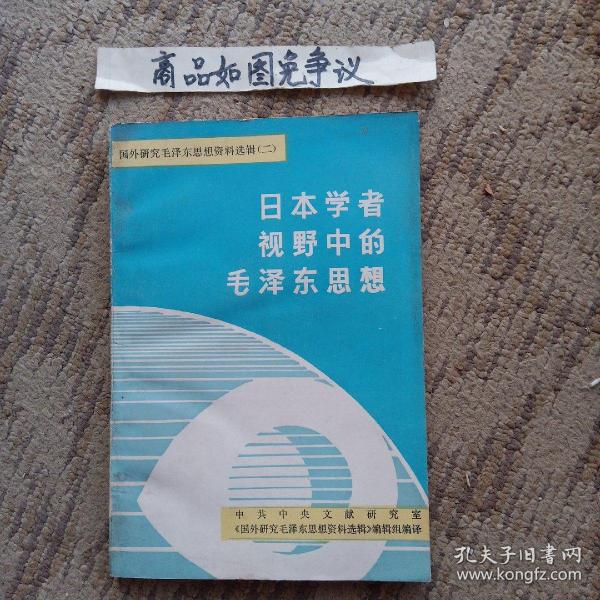 商品如图免争议
国外研究毛泽东思想资料选辑(二)
日本学者
视野中的
毛泽东思想
中共中央文献研究室
《国外研究毛泽东思想资料选辑》编辑组编译
孔夫子旧书网
www.kongfz.com